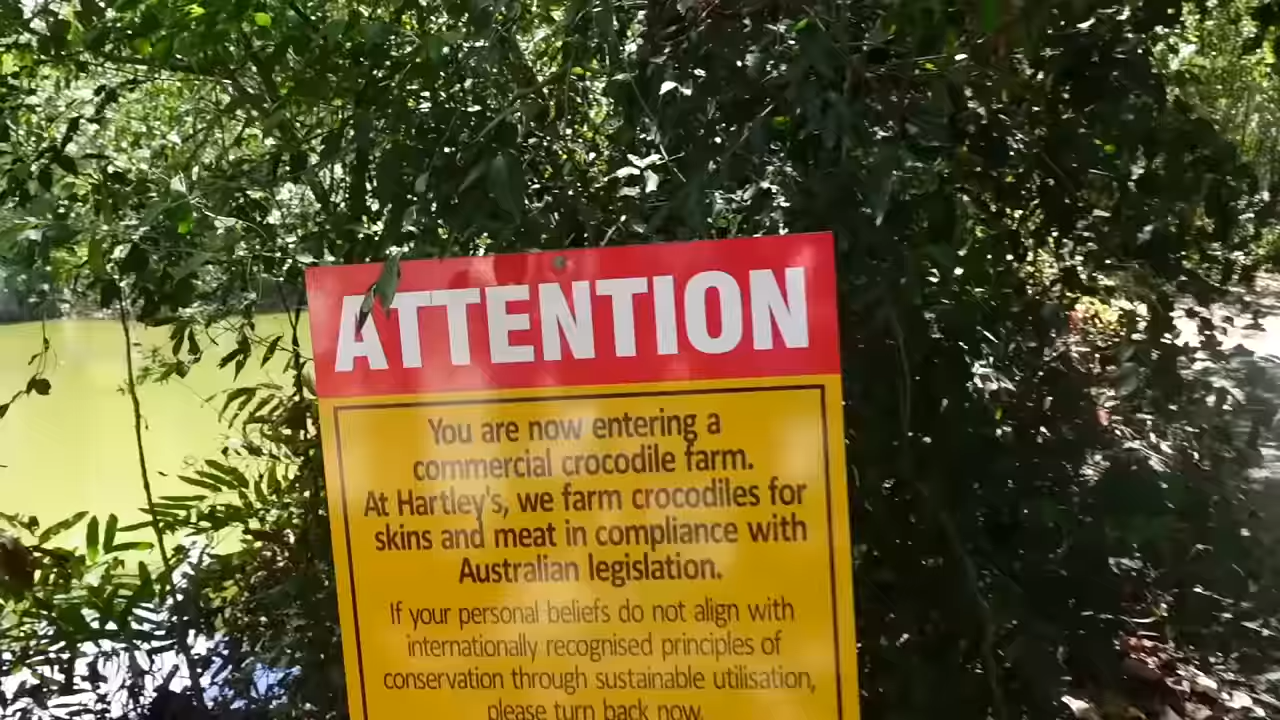 ATTENTION
You are now entering a
commercial crocodile farm.
At Hartley's, we farm crocodiles for
skins and meat in compliance with
Australian legislation.
If your personal beliefs do not align with
internationally recognised principles of
conservation through sustainable utilisation,
please turn back now.